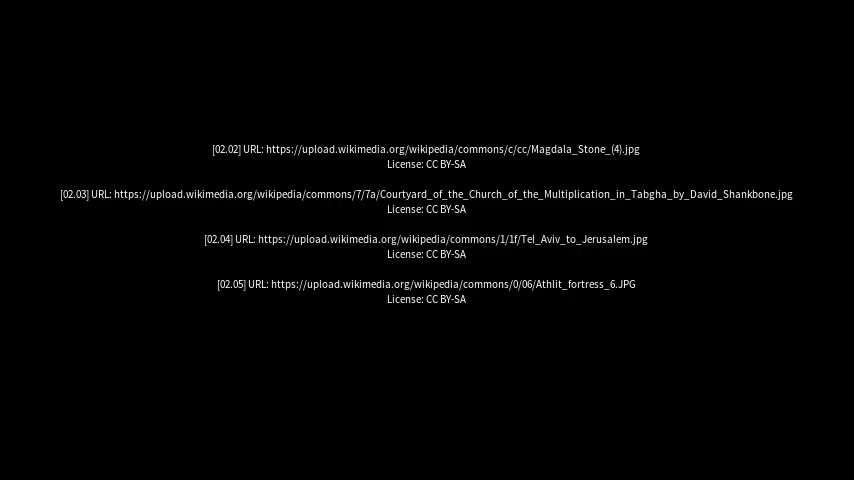 [02.02] URL: https://upload.wikimedia.org/wikipedia/commons/c/cc/Magdala_Stone_(4).jpg
License: CC BY-SA
[02.03] URL: https://upload.wikimedia.org/wikipedia/commons/7/7a/Courtyard_of_the_Church_of_the_Multiplication_in_Tabgha_by_David_Shankbone.jpg
License: CC BY-SA
[02.04] URL: https://upload.wikimedia.org/wikipedia/commons/1/1f/Tel_Aviv_to_Jerusalem.jpg
License: CC BY-SA
[02.05] URL: https://upload.wikimedia.org/wikipedia/commons/0/06/Athlit_fortress_6.JPG
License: CC BY-SA